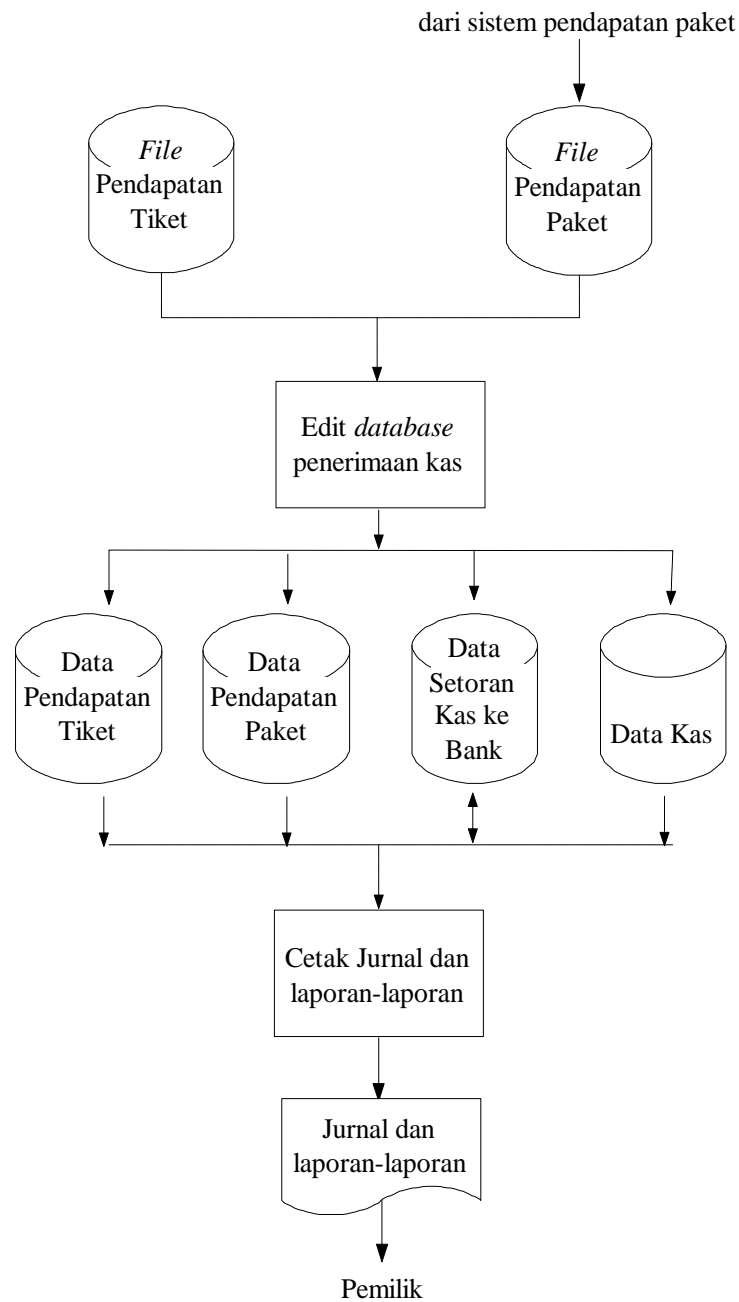 dari sistem pendapatan paket
File
Pendapatan
Tiket
File
Pendapatan
Paket
Edit database
penerimaan kas
Data
Pendapatan
Tiket
Data
Pendapatan
Paket
Data
Setoran
Kas ke
Bank
Data Kas
Cetak Jurnal dan
laporan-laporan
Jurnal dan
laporan-laporan
Pemilik